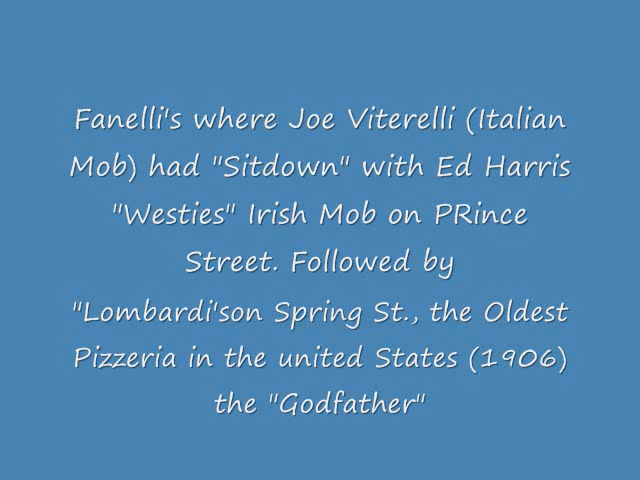 Fanelli's where Joe Viterelli (Italian
Mob) had "Sitdown" with Ed Harris
"Westies" Irish Mob on PRince
Street. Followed by
"Lombardi'son Spring St., the Oldest
Pizzeria in the united States (1906)
the "Godfather"